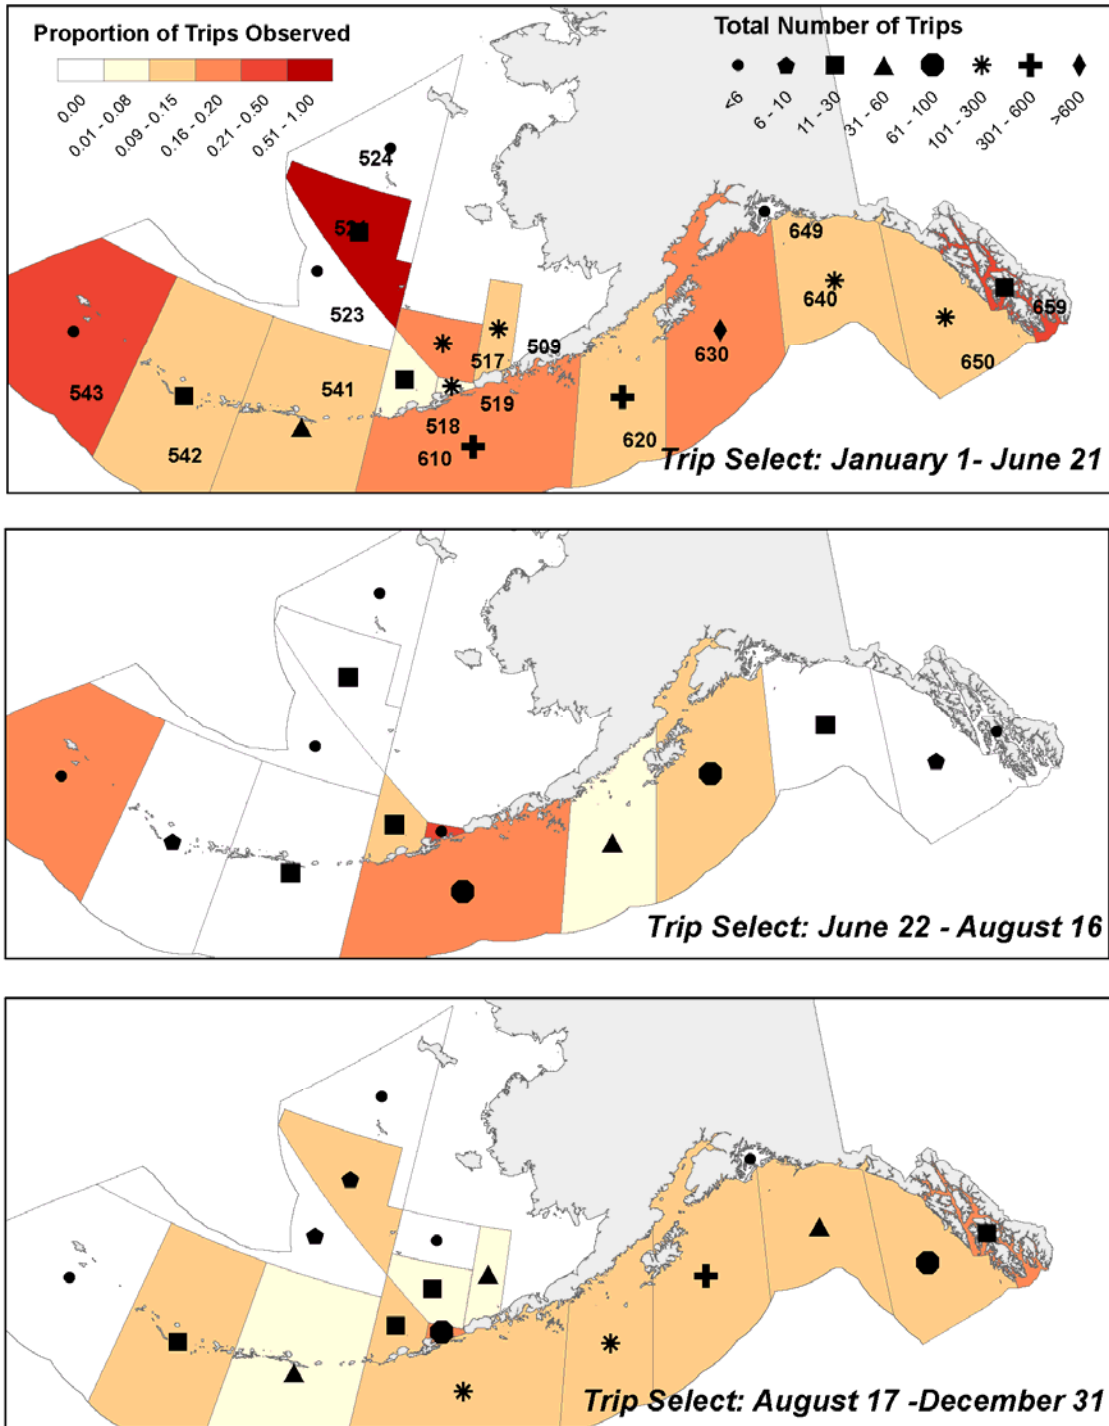 Proportion of Trips Observed
0.00
0.01 - 0.08
0.09 - 0.15
0.16 - 0.20
0.21 - 0.50
0.51 - 1.00
Total Number of Trips
<6
6 - 10
11 - 30
31 - 60
61 - 100
101 - 300
301 - 600
>600
524
523
543
542
541
517
509
519
518
610
620
630
649
640
650
659
Trip Select: January 1- June 21
Trip Select: June 22 - August 16
Trip Select: August 17 -December 31